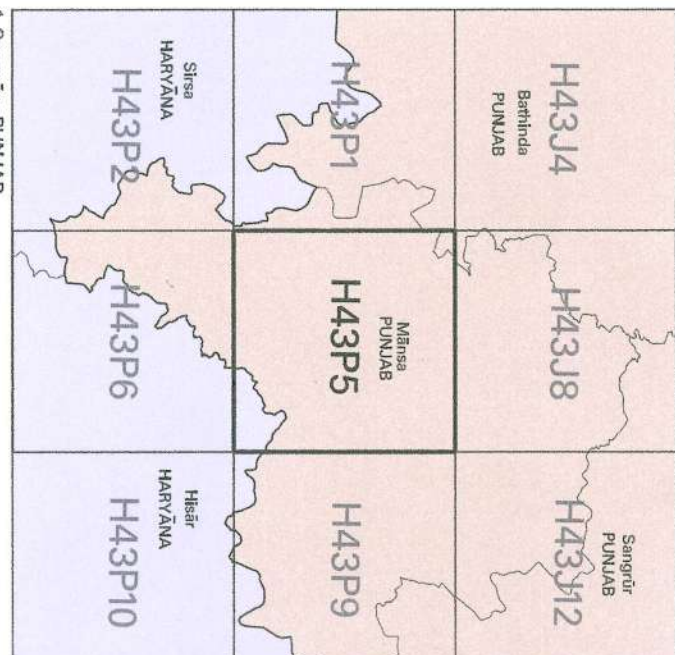 H43J4
Bathinda
PUNJAB
H43J8
Sangrūr
PUNJAB
H43J12
H43P1
Mānsa
PUNJAB
H43P5
H43P9
Sirsa
HARYĀNA
H43P2
H43P6
Hisār
HARYĀNA
H43P10
PUNJAB